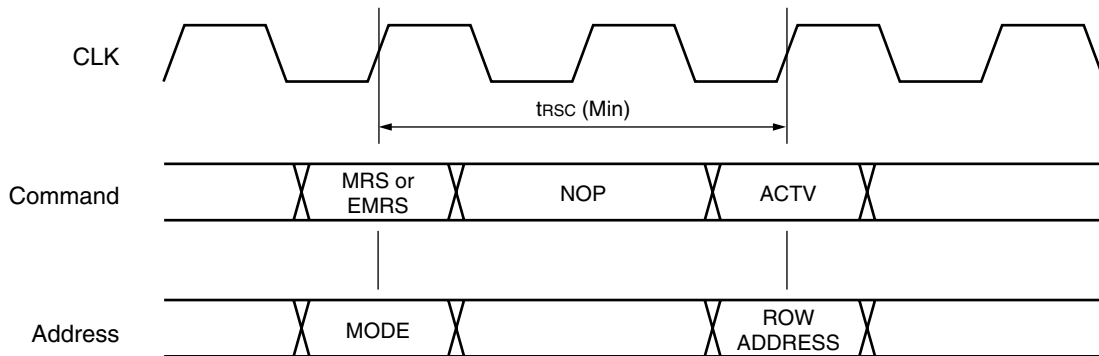 CLK
tRSC (Min)
Command
MRS or
EMRS
NOP
ACTV
Address
MODE
ROW
ADDRESS